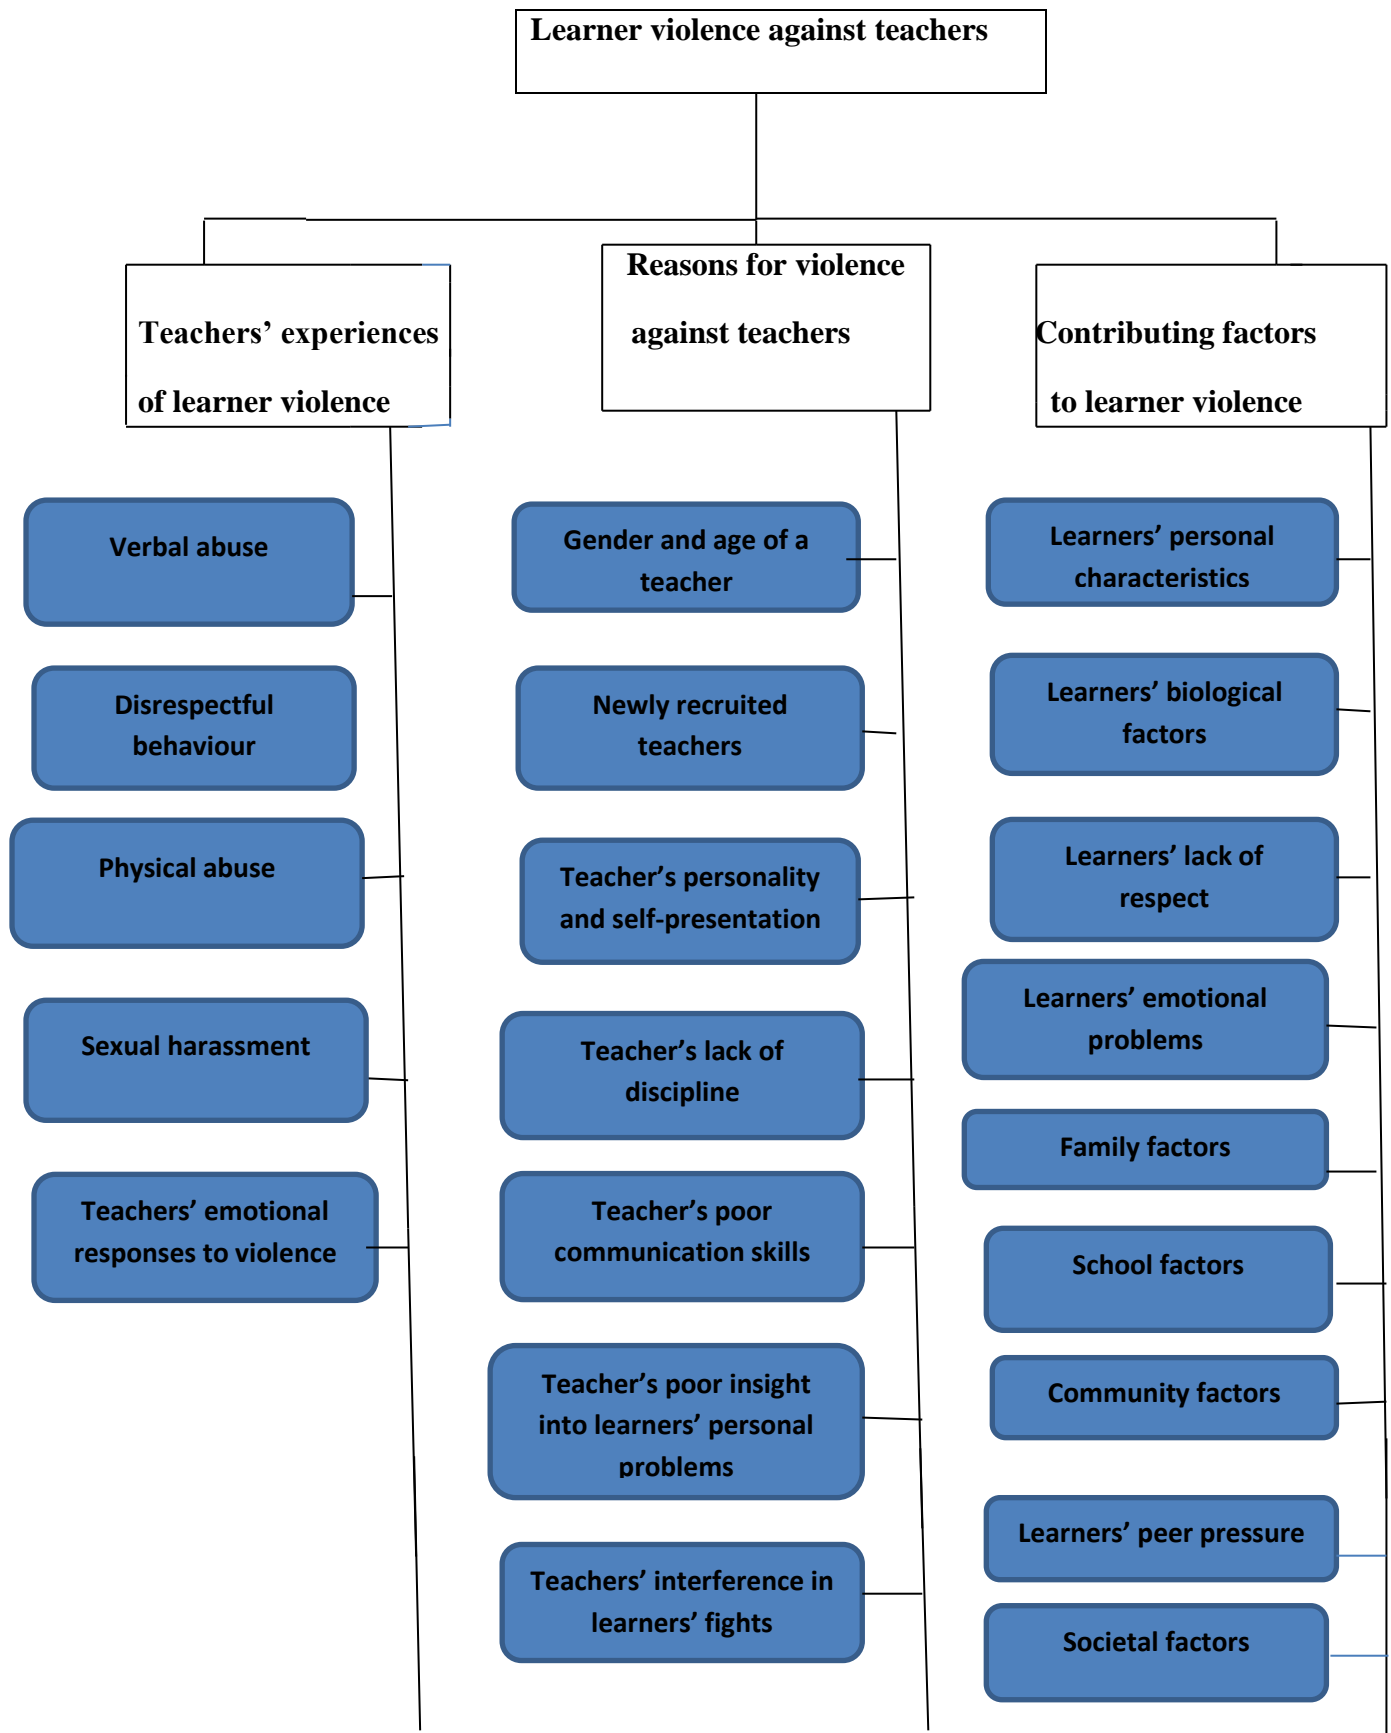 Learner violence against teachers
Teachers’ experiences
of learner violence
Reasons for violence
against teachers
Contributing factors
to learner violence
Verbal abuse
Disrespectful
behaviour
Physical abuse
Sexual harassment
Teachers’ emotional
responses to violence
Gender and age of a
teacher
Newly recruited
teachers
Teacher’s personality
and self-presentation
Teacher’s lack of
discipline
Teacher’s poor
communication skills
Teacher’s poor insight
into learners’ personal
problems
Teachers’ interference in
learners’ fights
Learners’ personal
characteristics
Learners’ biological
factors
Learners’ lack of
respect
Learners’ emotional
problems
Family factors
School factors
Community factors
Learners’ peer pressure
Societal factors